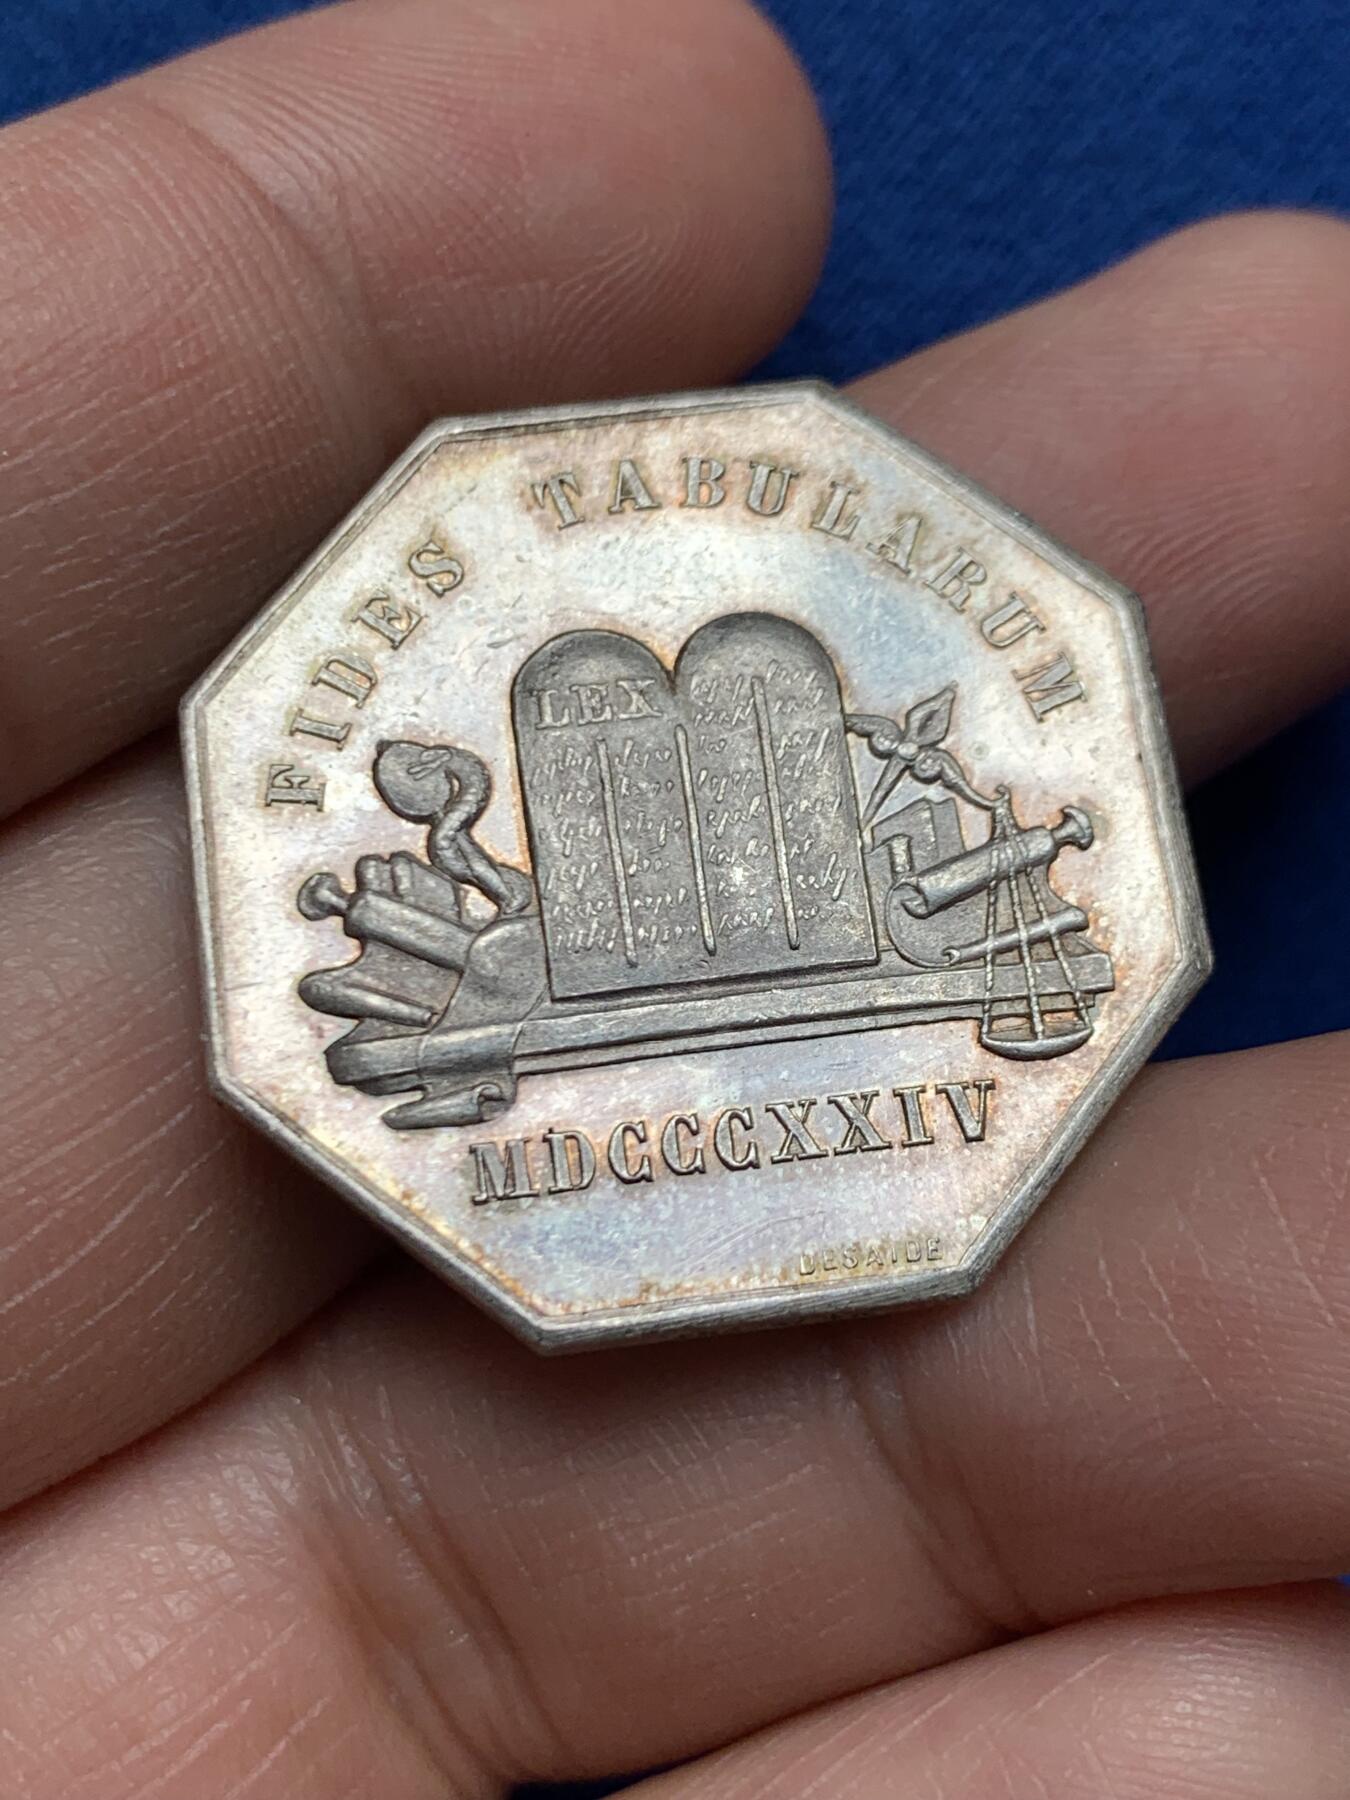 FIDES TABULARUM
LEX
MDCCCXXIV
DESAIDE